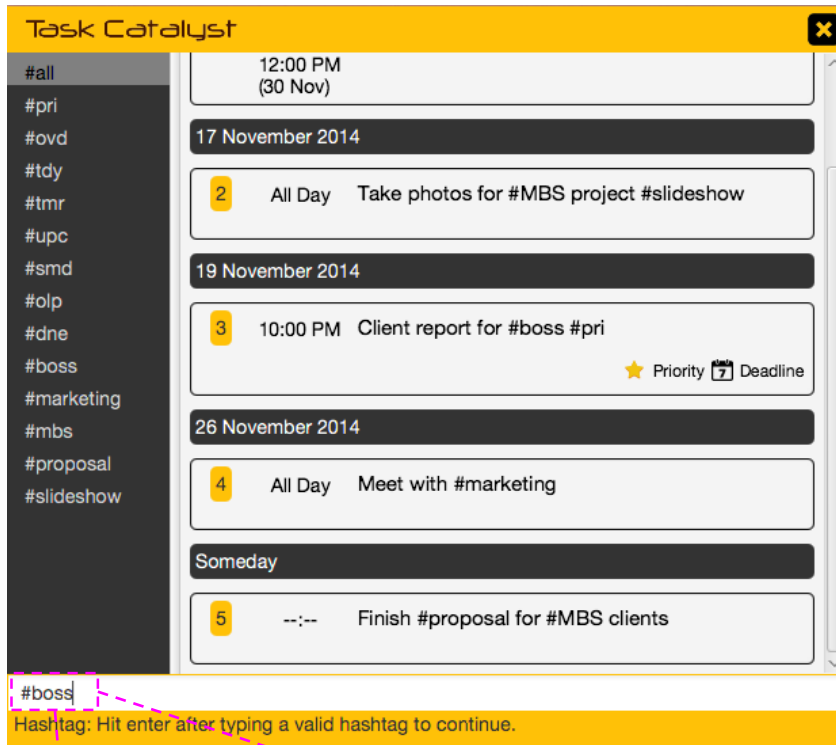 Task Catalyst
#all
#pri
#ovd
#tdy
#tmr
#upc
#smd
#olp
#dne
#boss
#marketing
#mbs
#proposal
#slideshow
12:00 PM
(30 Nov)
17 November 2014
2 All Day Take photos for #MBS project #slideshow
19 November 2014
3 10:00 PM Client report for #boss #pri
Priority 7 Deadline
26 November 2014
4 All Day Meet with #marketing
Someday
5 --:-- Finish #proposal for #MBS clients
#boss
Hashtag: Hit enter after typing a valid hashtag to continue.